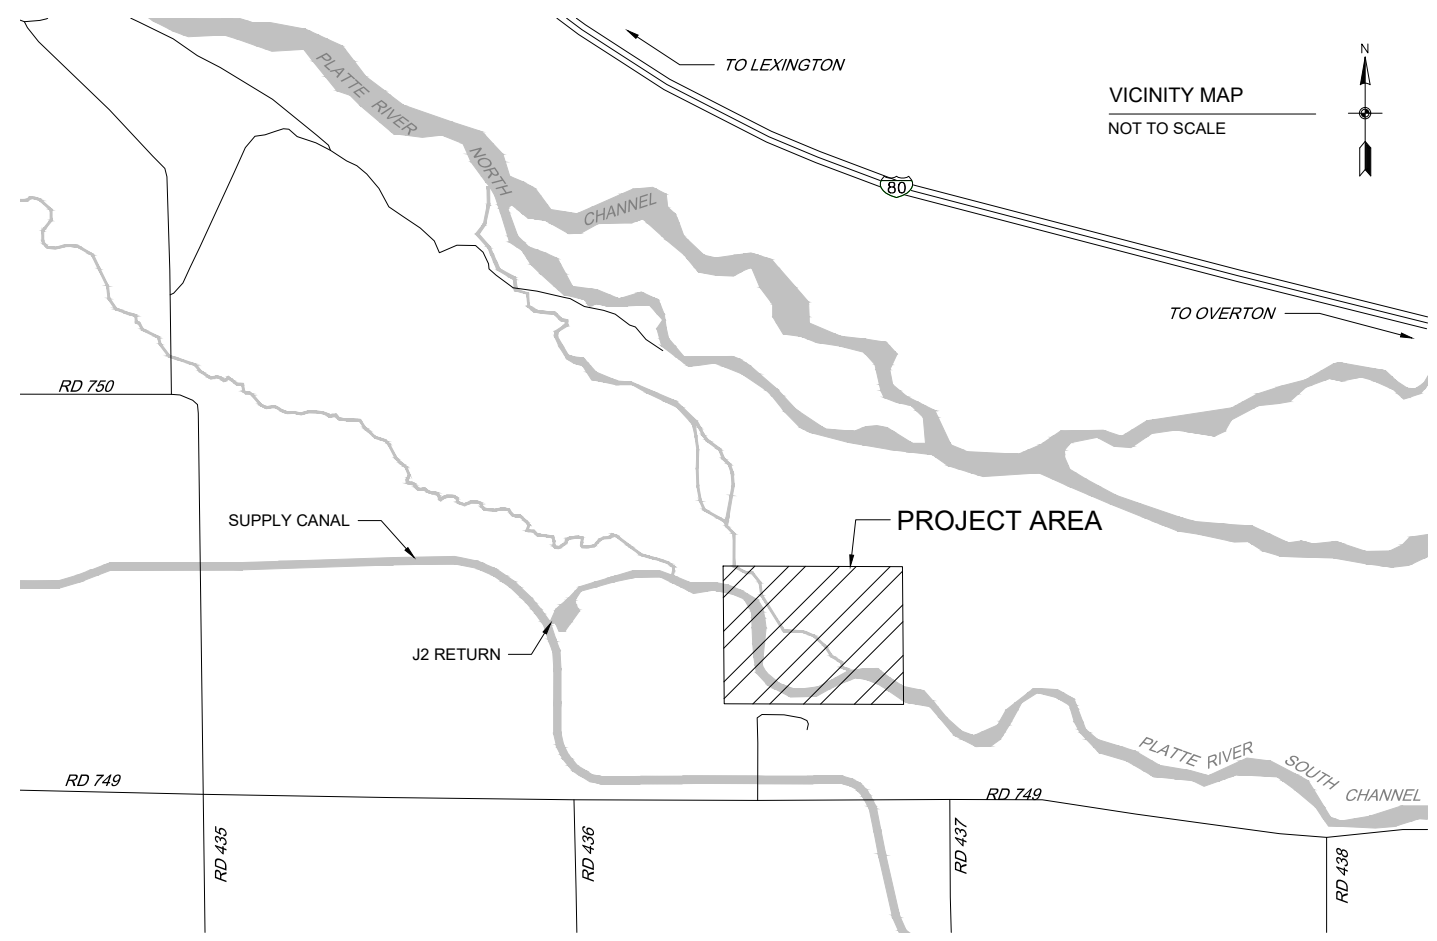 N
TO LEXINGTON
VICINITY MAP
NOT TO SCALE
PLATTE RIVER
NORTH
CHANNEL
80
TO OVERTON
RD 750
SUPPLY CANAL
PROJECT AREA
J2 RETURN
PLATTE RIVER
SOUTH
CHANNEL
RD 749
RD 749
RD 435
RD 436
RD 437
RD 438